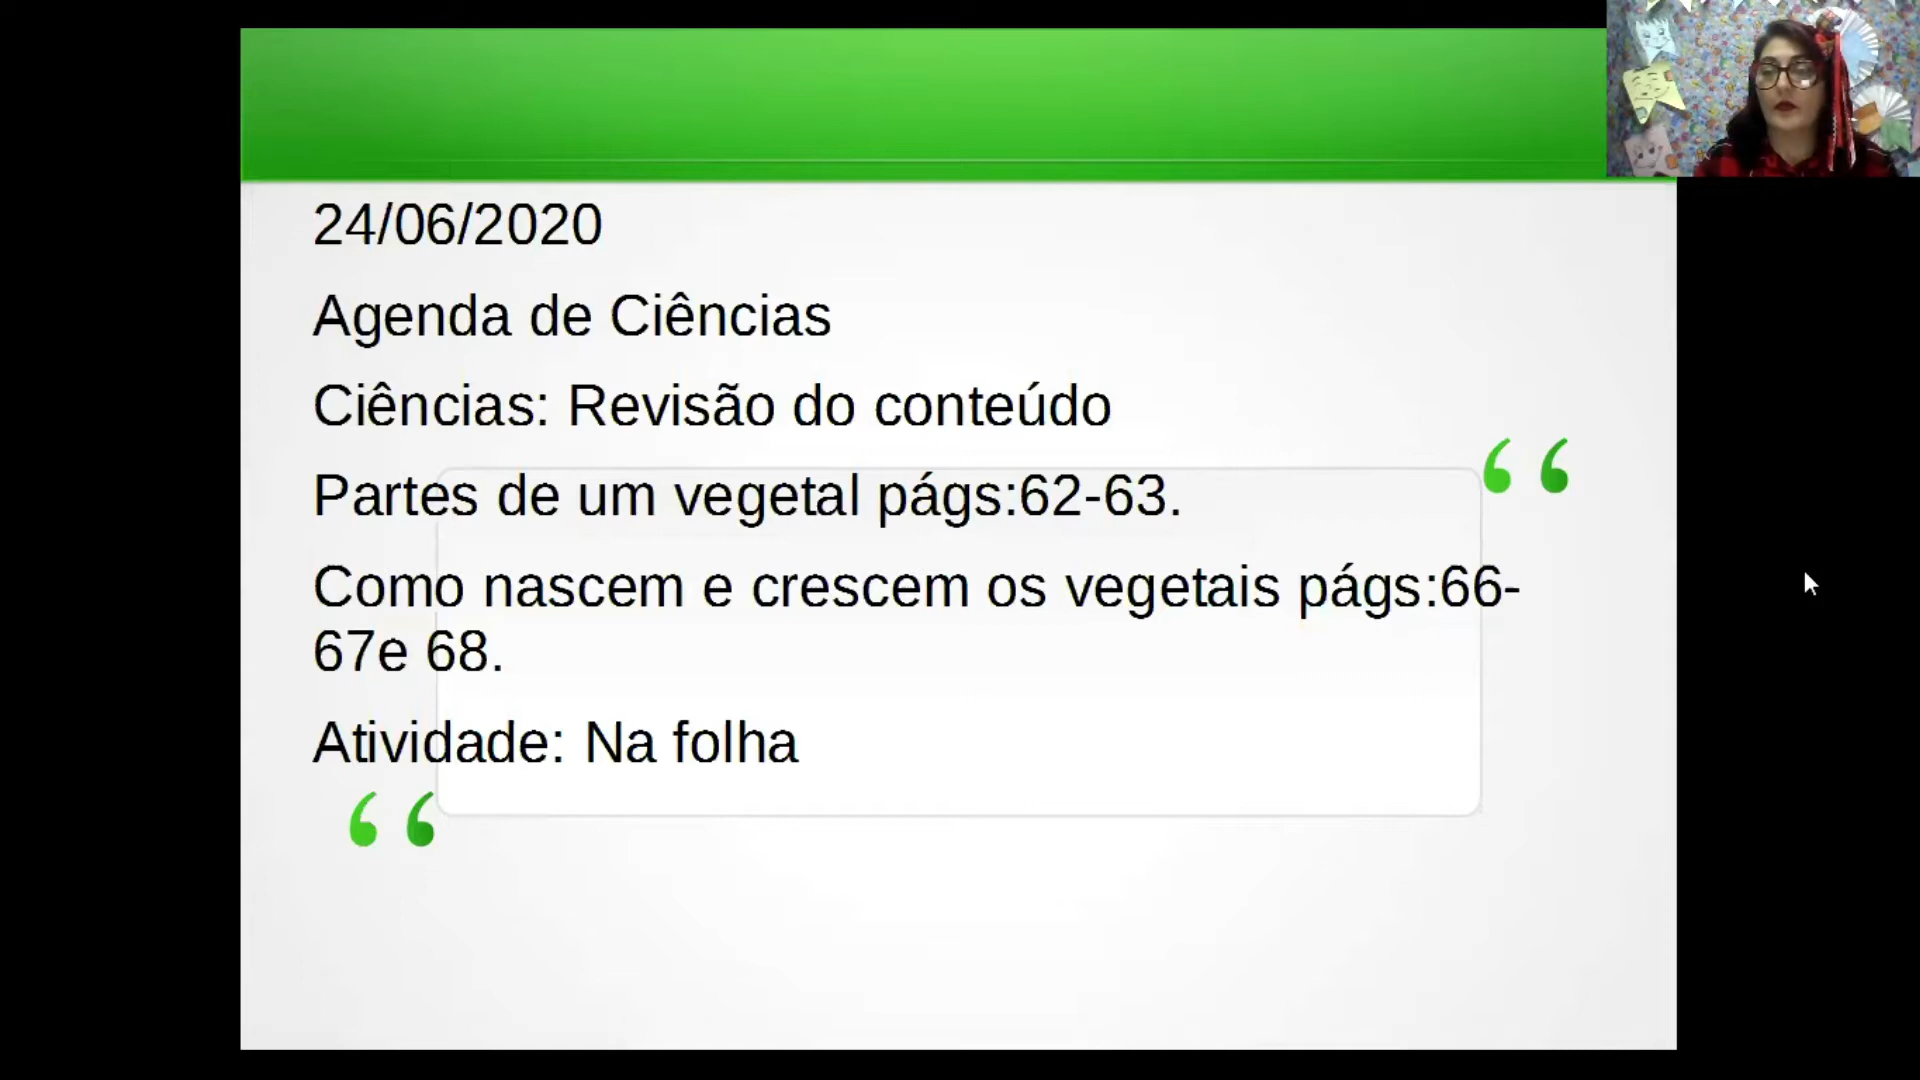 24/06/2020
Agenda de Ciências
Ciências: Revisão do conteúdo
Partes de um vegetal págs:62-63.
Como nascem e crescem os vegetais págs:66-
67e 68.
Atividade: Na folha